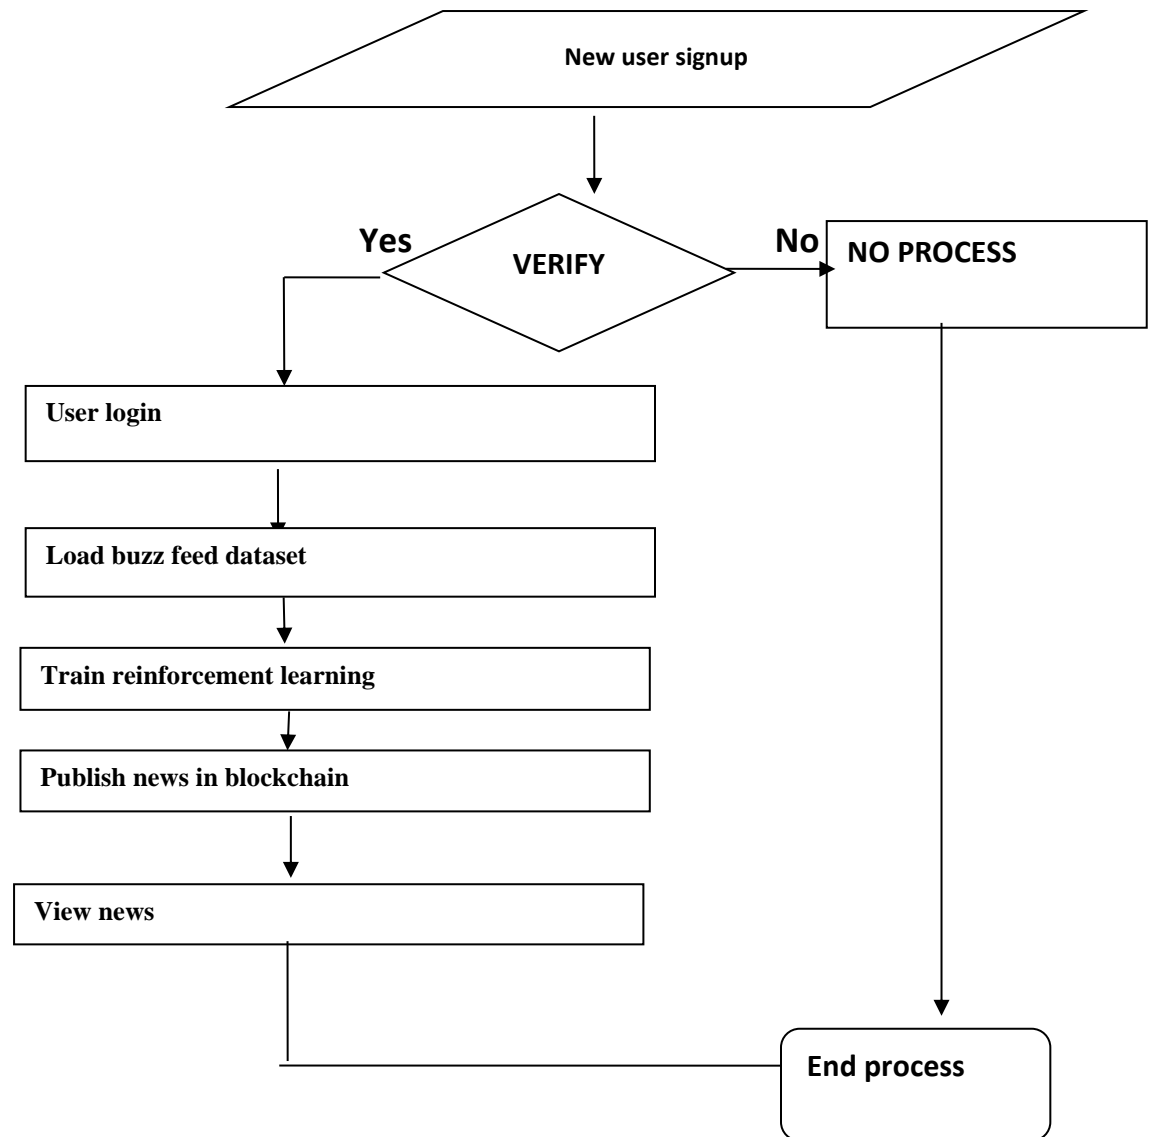 New user signup
Yes
No
VERIFY
NO PROCESS
User login
Load buzz feed dataset
Train reinforcement learning
Publish news in blockchain
View news
End process